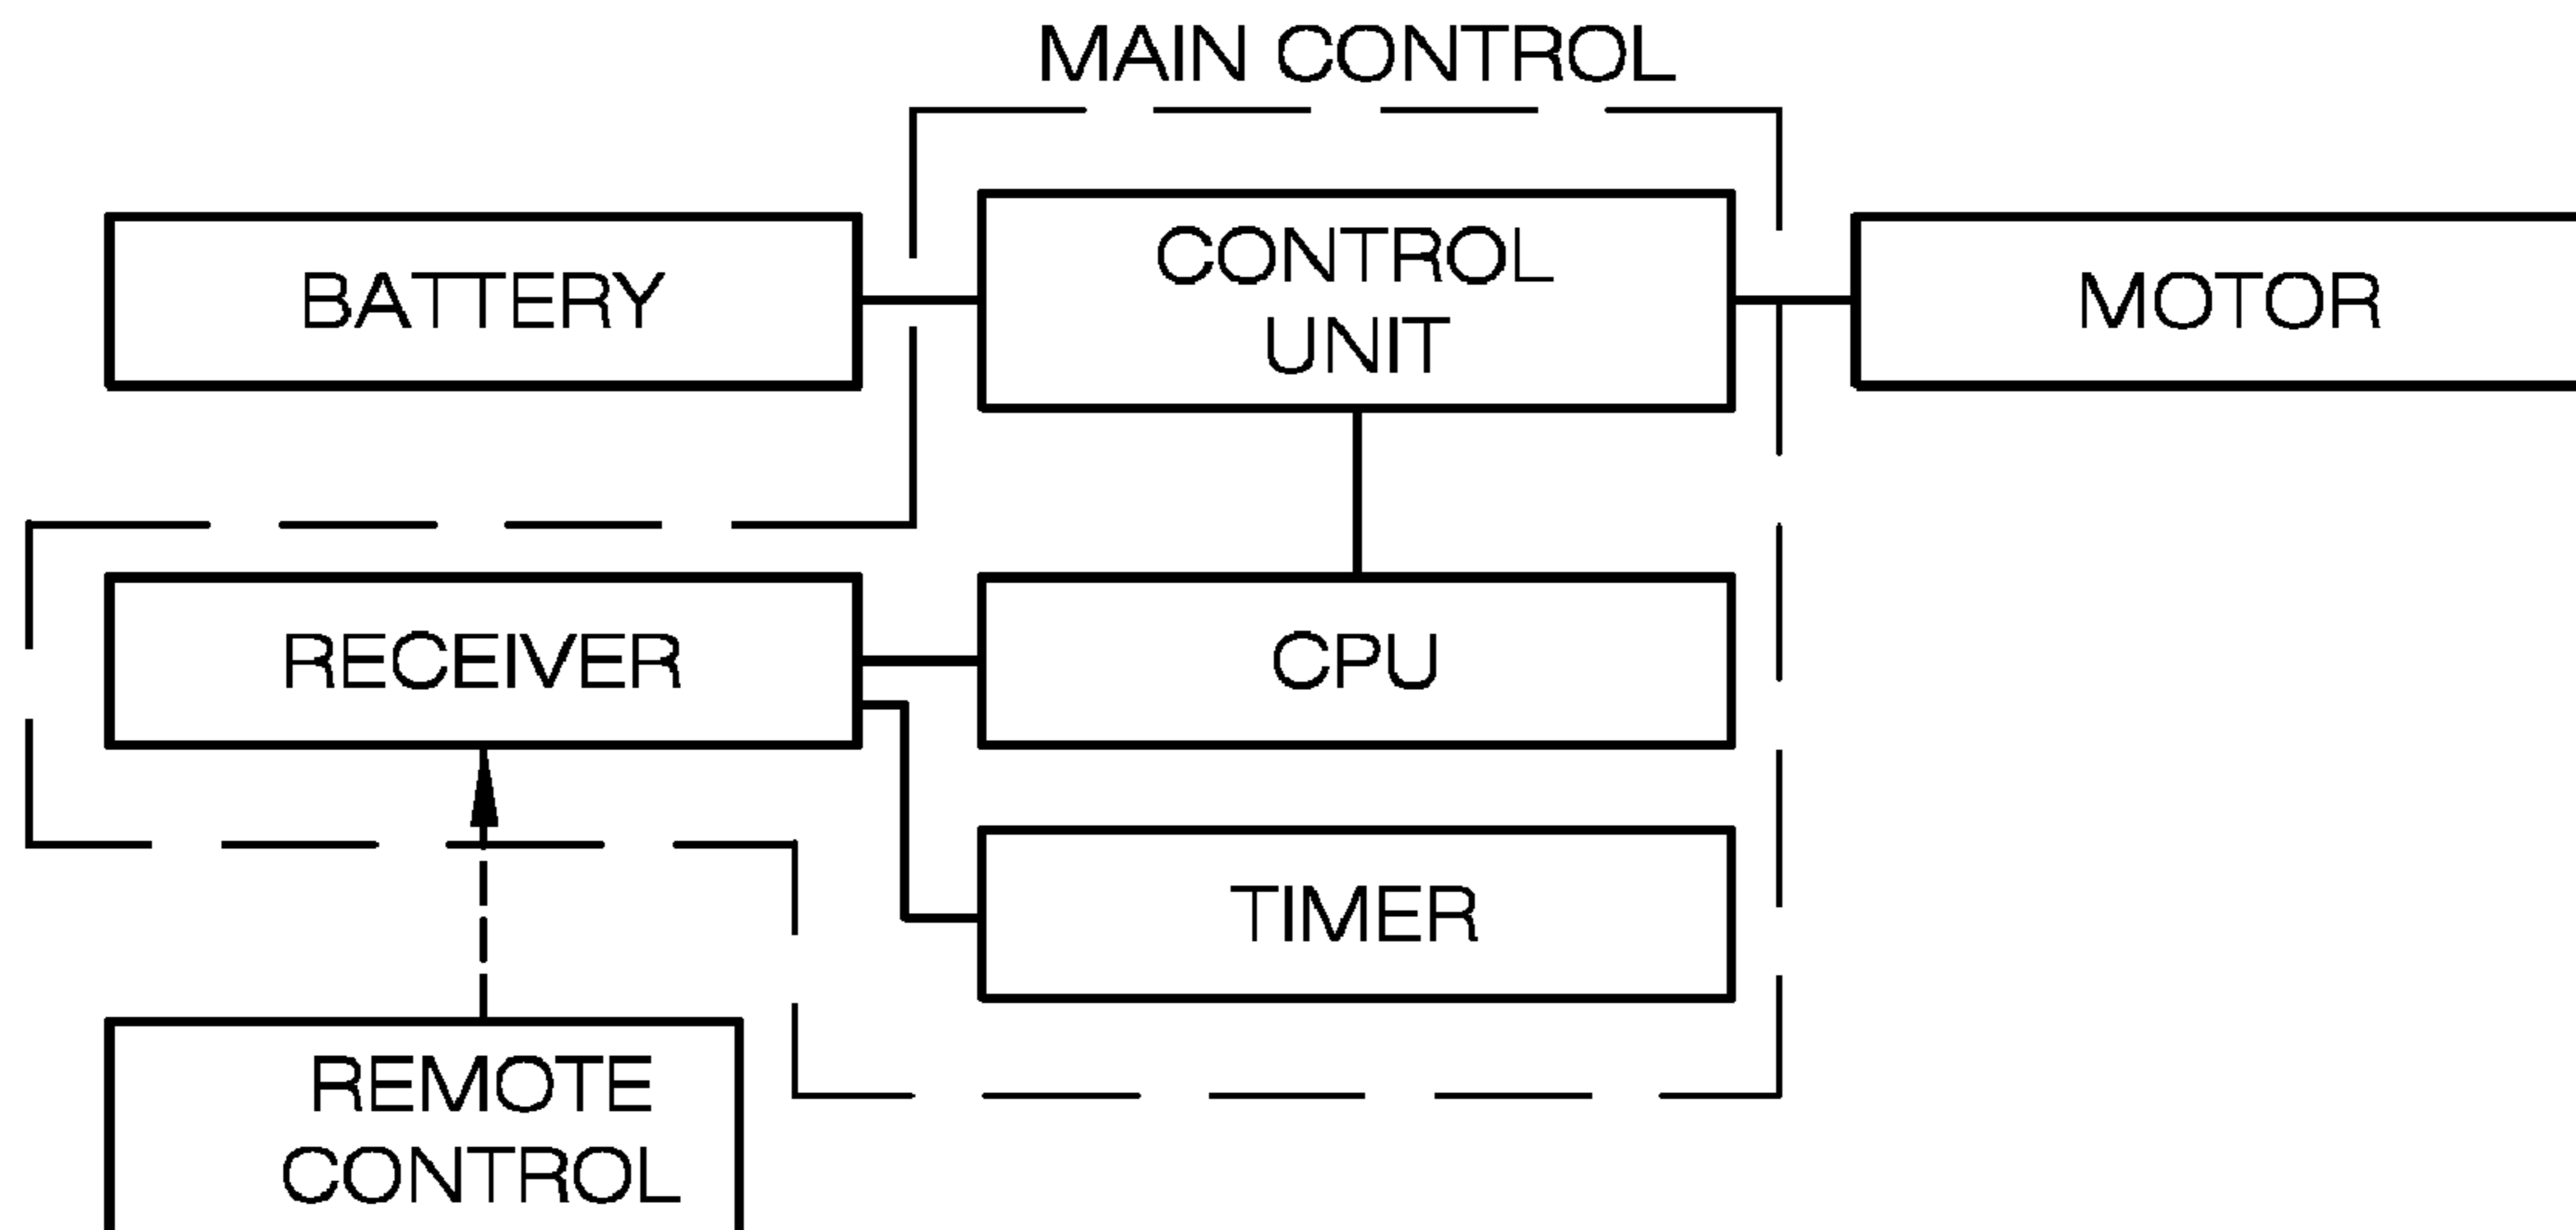 MAIN CONTROL
BATTERY
CONTROL
UNIT
MOTOR
RECEIVER
CPU
TIMER
REMOTE
CONTROL